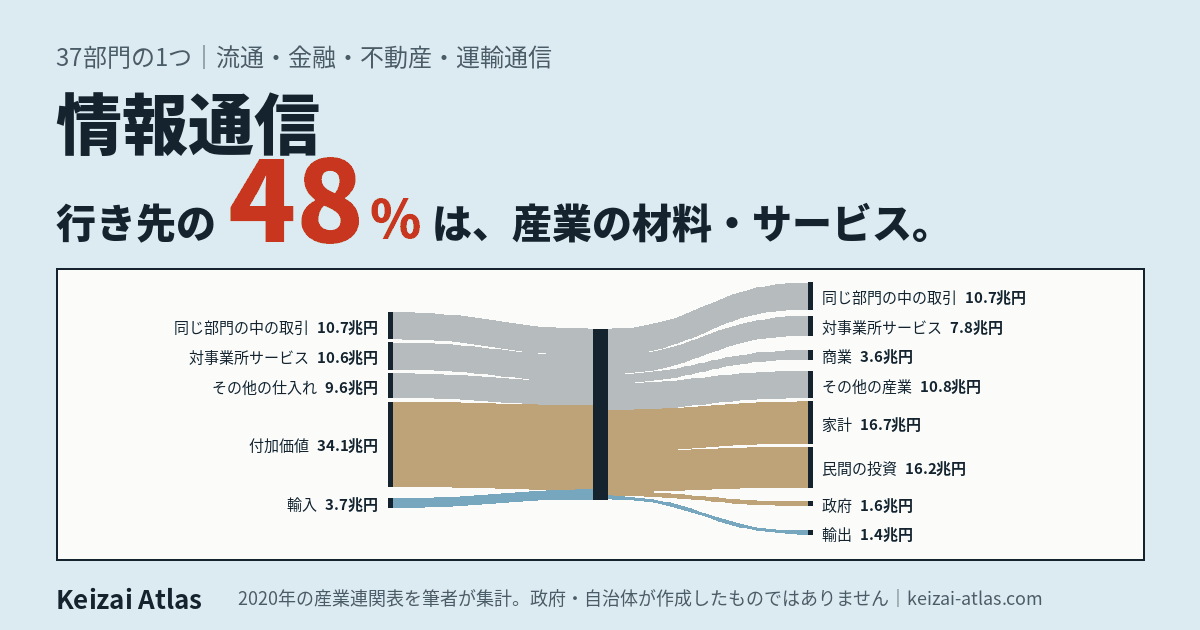 37部門の1つ｜流通・金融・不動産・運輸通信
情報通信
行き先の48%は、産業の材料・サービス。
同じ部門の中の取引 10.7兆円
対事業所サービス 10.6兆円
その他の仕入れ 9.6兆円
付加価値 34.1兆円
輸入 3.7兆円
同じ部門の中の取引 10.7兆円
対事業所サービス 7.8兆円
商業 3.6兆円
その他の産業 10.8兆円
家計 16.7兆円
民間の投資 16.2兆円
政府 1.6兆円
輸出 1.4兆円
Keizai Atlas 2020年の産業連関表を筆者が集計。政府・自治体が作成したものではありません｜keizai-atlas.com